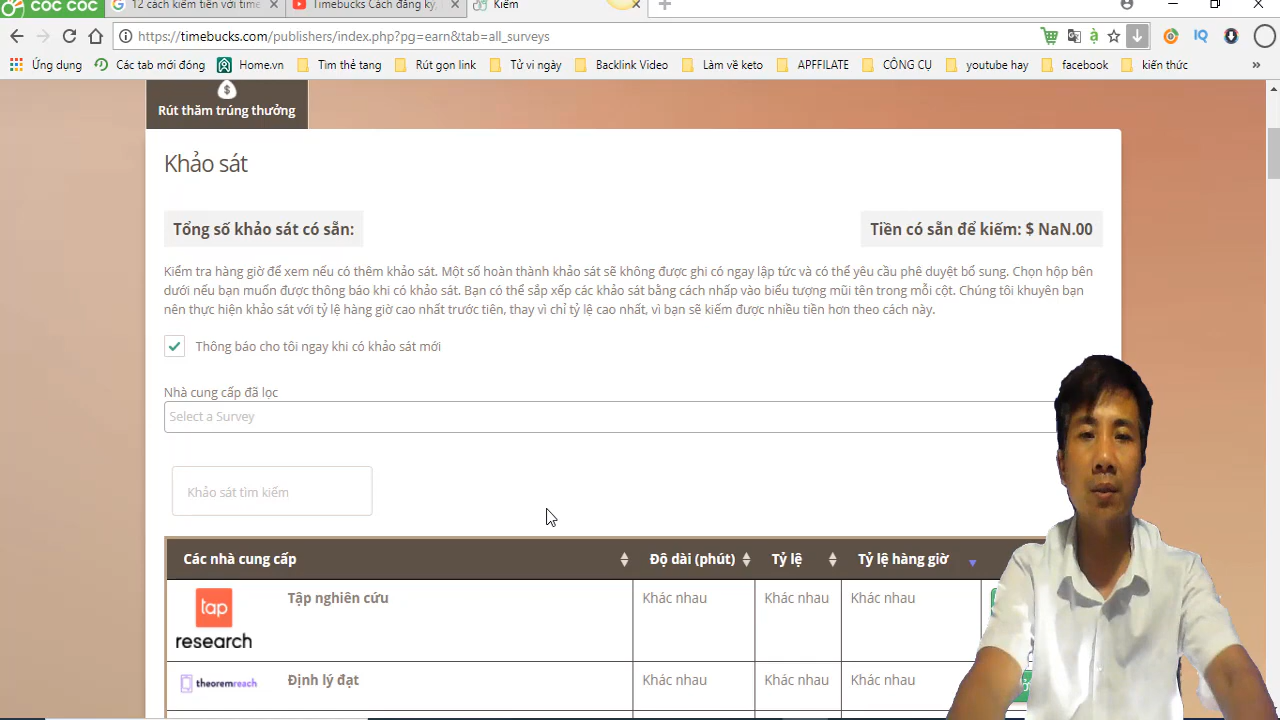 CỐC CỐC
12 cách kiếm tiền với time
Timebucks Cách đăng ký
Kiếm
https://timebucks.com/publishers/index.php?pg=earn&tab=all_surveys
Ứng dụng
Các tab mới đóng
Home.vn
Tìm thẻ tang
Rút gọn link
Tử vi ngày
Backlink Video
Làm về keto
APFFILATE
CÔNG CỤ
youtube hay
facebook
kiến thức
$
Rút thăm trúng thưởng
Khảo sát
Tổng số khảo sát có sẵn:
Tiền có sẵn để kiếm: $ NaN.00
Kiểm tra hàng giờ để xem nếu có thêm khảo sát. Một số hoàn thành khảo sát sẽ không được ghi có ngay lập tức và có thể yêu cầu phê duyệt bổ sung. Chọn hộp bên
dưới nếu bạn muốn được thông báo khi có khảo sát. Bạn có thể sắp xếp các khảo sát bằng cách nhấp vào biểu tượng mũi tên trong mỗi cột. Chúng tôi khuyên bạn
nên thực hiện khảo sát với tỷ lệ hàng giờ cao nhất trước tiên, thay vì chỉ tỷ lệ cao nhất, vì bạn sẽ kiếm được nhiều tiền hơn theo cách này.
Thông báo cho tôi ngay khi có khảo sát mới
Nhà cung cấp đã lọc
Select a Survey
Khảo sát tìm kiếm
Các nhà cung cấp
Độ dài (phút)
Tỷ lệ
Tỷ lệ hàng giờ
tap
research
Tập nghiên cứu
Khác nhau
Khác nhau
Khác nhau
theoremreach
Định lý đạt
Khác nhau
Khác nhau
Khác nhau